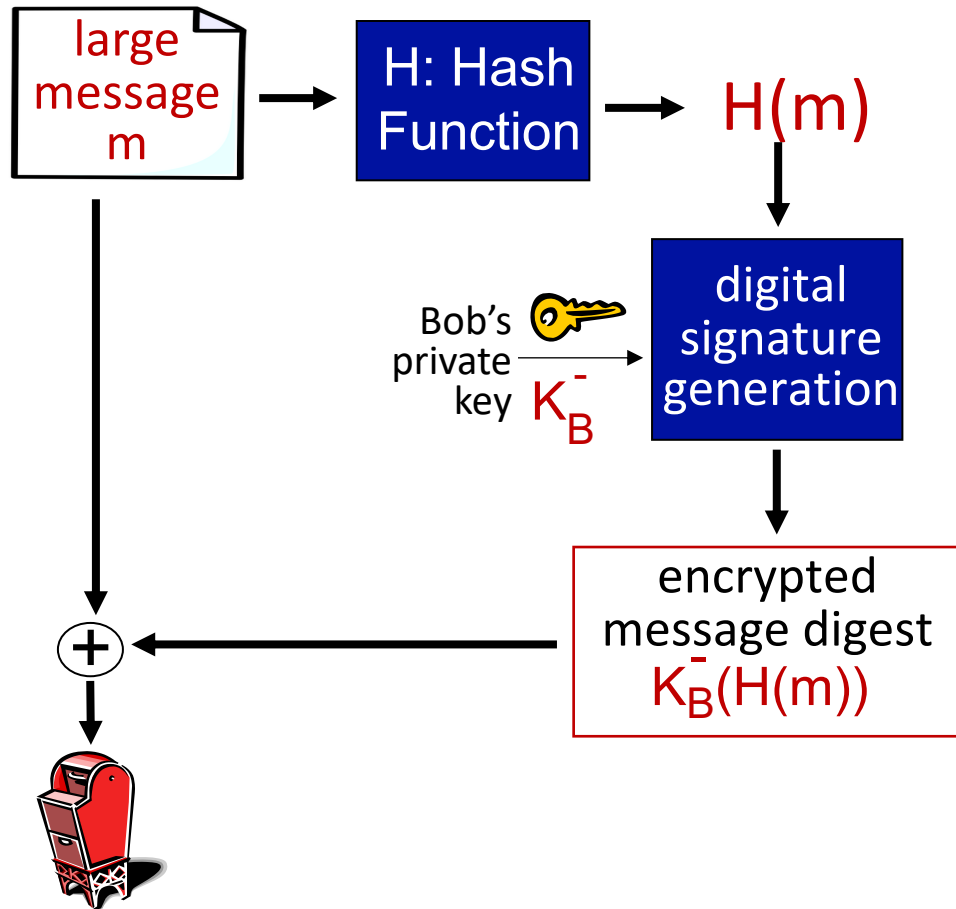 large
message
m
H: Hash
Function
H(m)
digital
signature
generation
Bob’s
private
key
K_B^-
+
encrypted
message digest
K_B^-(H(m))